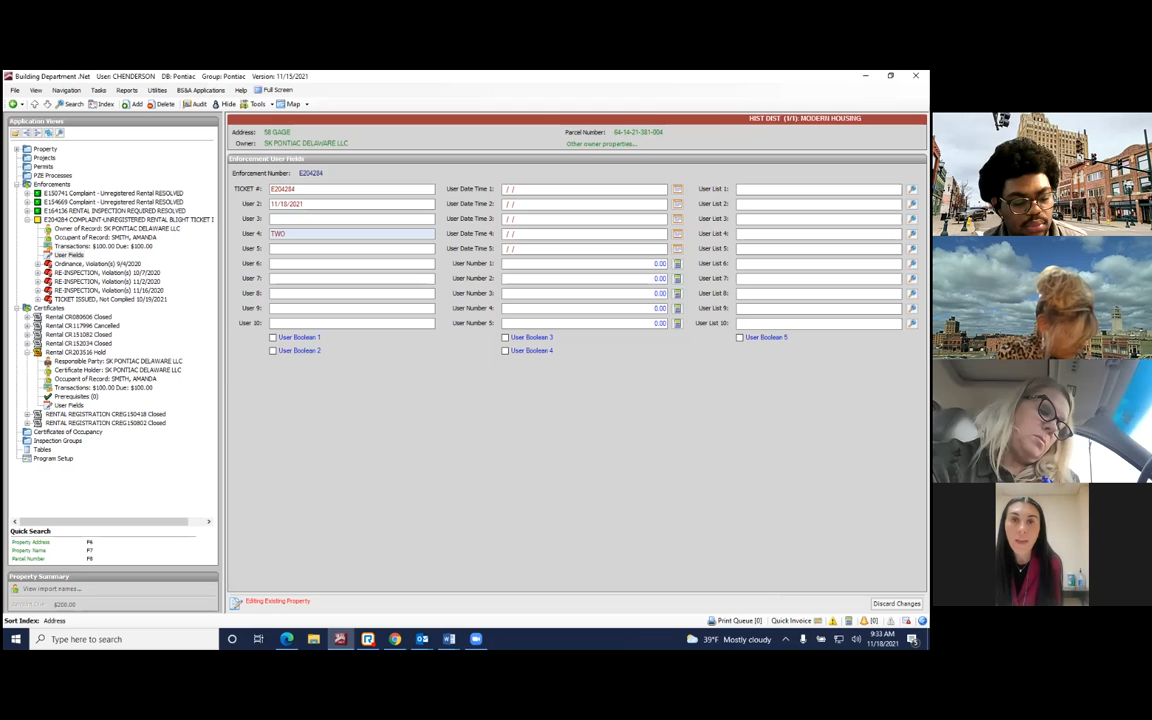 Building Department .Net User: CHENDERSON DB: Pontiac Group: Pontiac Version: 11/15/2021
File View Navigation Tasks Reports Utilities BS&A Applications Help Full Screen
Search Index Add Delete Audit Hide Tools Map
Application Views
Property
Projects
Permits
PZE Processes
Enforcements
E150741 Complaint - Unregistered Rental RESOLVED
E154669 Complaint - Unregistered Rental RESOLVED
E164136 RENTAL INSPECTION REQUIRED RESOLVED
E204284 COMPLAINT-UNREGISTERED RENTAL BLIGHT TICKET I
Owner of Record: SK PONTIAC DELAWARE LLC
Occupant of Record: SMITH, AMANDA
Transactions: $100.00 Due: $100.00
User Fields
Ordinance, Violation(s) 9/4/2020
RE-INSPECTION, Violation(s) 10/7/2020
RE-INSPECTION, Violation(s) 11/2/2020
RE-INSPECTION, Violation(s) 11/16/2020
TICKET ISSUED, Not Complied 10/19/2021
Certificates
Rental CR080606 Closed
Rental CR117996 Cancelled
Rental CR151082 Closed
Rental CR152034 Closed
Rental CR203516 Hold
Responsible Party: SK PONTIAC DELAWARE LLC
Certificate Holder: SK PONTIAC DELAWARE LLC
Occupant of Record: SMITH, AMANDA
Transactions: $100.00 Due: $100.00
Prerequisites (0)
User Fields
RENTAL REGISTRATION CREG150418 Closed
RENTAL REGISTRATION CREG150802 Closed
Certificates of Occupancy
Inspection Groups
Tables
Program Setup
Quick Search
Property Address F6
Property Name F7
Parcel Number F8
Property Summary
View import names...
Amount Due $200.00
Sort Index: Address
HIST DIST (1/1): MODERN HOUSING
Address: 58 GAGE Parcel Number: 64-14-21-381-004
Owner: SK PONTIAC DELAWARE LLC Other owner properties...
Enforcement User Fields
Enforcement Number: E204284
TICKET #: E204284 User Date Time 1: / / User List 1:
User 2: 11/18/2021 User Date Time 2: / / User List 2:
User 3: User Date Time 3: / / User List 3:
User 4: TWO User Date Time 4: / / User List 4:
User 5: User Date Time 5: / / User List 5:
User 6: User Number 1: 0.00 User List 6:
User 7: User Number 2: 0.00 User List 7:
User 8: User Number 3: 0.00 User List 8:
User 9: User Number 4: 0.00 User List 9:
User 10: User Number 5: 0.00 User List 10:
User Boolean 1 User Boolean 3 User Boolean 5
User Boolean 2 User Boolean 4
Editing Existing Property Discard Changes
Print Queue [0] Quick Invoice [0]
Type here to search
39°F Mostly cloudy
9:33 AM
11/18/2021